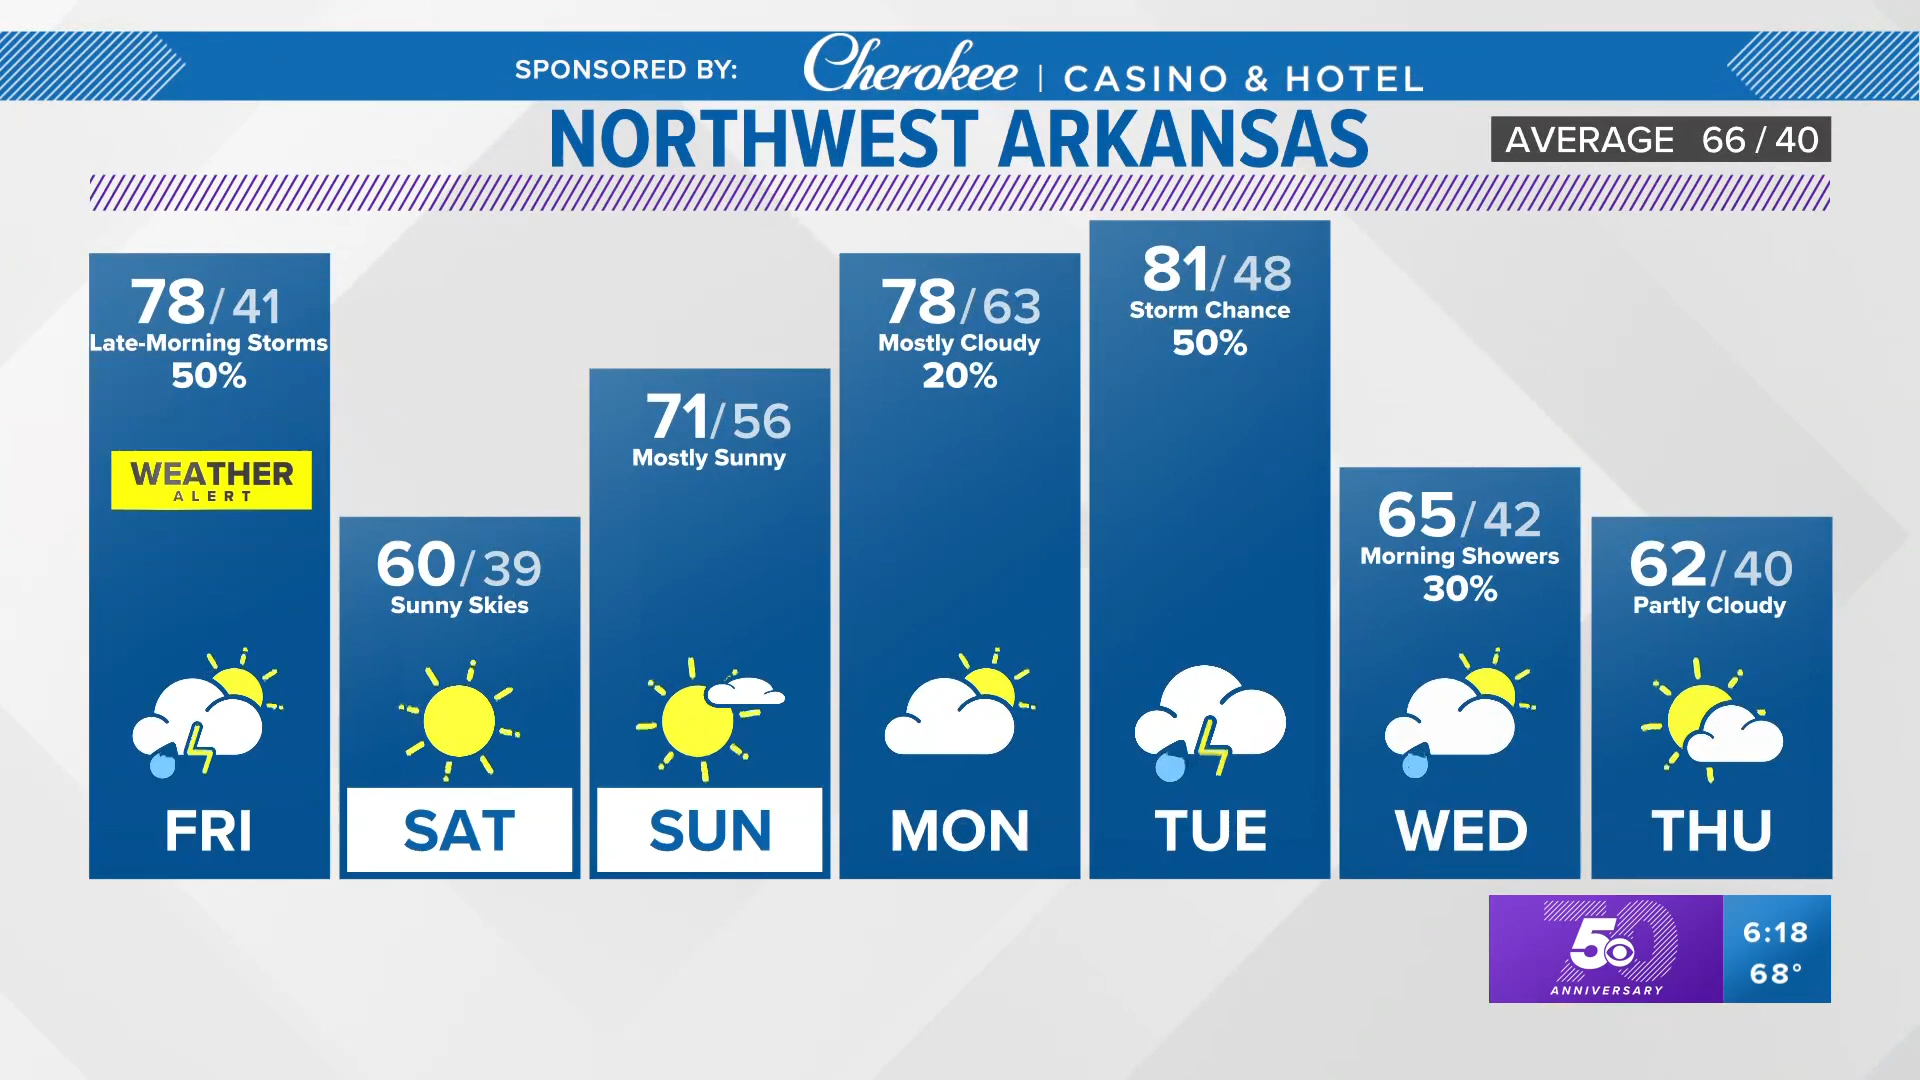 SPONSORED BY: Cherokee | CASINO & HOTEL
NORTHWEST ARKANSAS
AVERAGE 66 / 40
78/41
Late-Morning Storms
50%
WEATHER
ALERT
FRI
60/39
Sunny Skies
SAT
71/56
Mostly Sunny
SUN
78/63
Mostly Cloudy
20%
MON
81/48
Storm Chance
50%
TUE
65/42
Morning Showers
30%
WED
62/40
Partly Cloudy
THU
70
5
ANNIVERSARY
6:18
68°